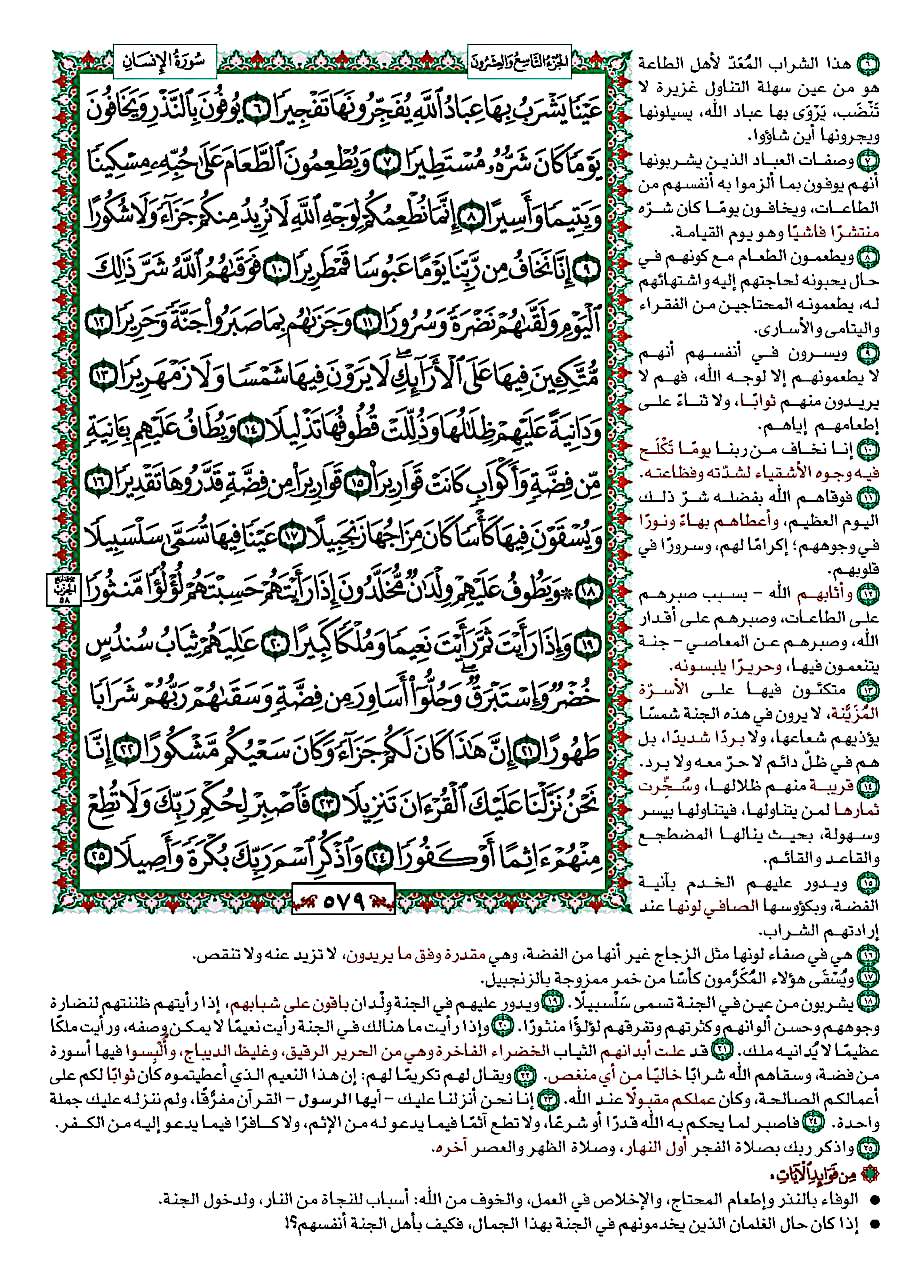 سُورَةُ الإِنسَانِ
الجُزءُ التَّاسِعُ وَالعِشْرُونَ
عَيْنًا يَشْرَبُ بِهَا عِبَادُ ٱللَّهِ يُفَجِّرُونَهَا تَفْجِيرًا ٦ يُوفُونَ بِٱلنَّذْرِ وَيَخَافُونَ
يَوْمًا كَانَ شَرُّهُۥ مُسْتَطِيرًا ٧ وَيُطْعِمُونَ ٱلطَّعَامَ عَلَىٰ حُبِّهِۦ مِسْكِينًا
وَيَتِيمًا وَأَسِيرًا ٨ إِنَّمَا نُطْعِمُكُمْ لِوَجْهِ ٱللَّهِ لَا نُرِيدُ مِنكُمْ جَزَآءً وَلَا شُكُورًا
٩ إِنَّا نَخَافُ مِن رَّبِّنَا يَوْمًا عَبُوسًا قَمْطَرِيرًا ١٠ فَوَقَىٰهُمُ ٱللَّهُ شَرَّ ذَٰلِكَ
ٱلْيَوْمِ وَلَقَّىٰهُمْ نَضْرَةً وَسُرُورًا ١١ وَجَزَىٰهُم بِمَا صَبَرُوا۟ جَنَّةً وَحَرِيرًا ١٢
مُّتَّكِـِٔينَ فِيهَا عَلَى ٱلْأَرَآئِكِ ۖ لَا يَرَوْنَ فِيهَا شَمْسًا وَلَا زَمْهَرِيرًا ١٣
وَدَانِيَةً عَلَيْهِمْ ظِلَٰلُهَا وَذُلِّلَتْ قُطُوفُهَا تَذْلِيلًا ١٤ وَيُطَافُ عَلَيْهِم بِـَٔانِيَةٍ
مِّن فِضَّةٍ وَأَكْوَابٍ كَانَتْ قَوَارِيرَا۠ ١٥ قَوَارِيرَا۟ مِن فِضَّةٍ قَدَّرُوهَا تَقْدِيرًا ١٦
وَيُسْقَوْنَ فِيهَا كَأْسًا كَانَ مِزَاجُهَا زَنجَبِيلًا ١٧ عَيْنًا فِيهَا تُسَمَّىٰ سَلْسَبِيلًا
١٨ * وَيَطُوفُ عَلَيْهِمْ وِلْدَٰنٌ مُّخَلَّدُونَ إِذَا رَأَيْتَهُمْ حَسِبْتَهُمْ لُؤْلُؤًا مَّنثُورًا
١٩ وَإِذَا رَأَيْتَ ثَمَّ رَأَيْتَ نَعِيمًا وَمُلْكًا كَبِيرًا ٢٠ عَٰلِيَهُمْ ثِيَابُ سُندُسٍ
خُضْرٌ وَإِسْتَبْرَقٌ ۖ وَحُلُّوٓا۟ أَسَاوِرَ مِن فِضَّةٍ وَسَقَىٰهُمْ رَبُّهُمْ شَرَابًا
طَهُورًا ٢١ إِنَّ هَٰذَا كَانَ لَكُمْ جَزَآءً وَكَانَ سَعْيُكُم مَّشْكُورًا ٢٢ إِنَّا
نَحْنُ نَزَّلْنَا عَلَيْكَ ٱلْقُرْءَانَ تَنزِيلًا ٢٣ فَٱصْبِرْ لِحُكْمِ رَبِّكَ وَلَا تُطِعْ
مِنْهُمْ ءَاثِمًا أَوْ كَفُورًا ٢٤ وَٱذْكُرِ ٱسْمَ رَبِّكَ بُكْرَةً وَأَصِيلًا ٢٥
الحزب
٥٨
٥٧٩
٦ هذا الشراب المُعَدّ لأهل الطاعة
هو من عين سهلة التناول غزيرة لا
تَنْضَب، يَرْوَى بها عباد الله، يسيلونها
ويجرونها أين شاؤوا.
٧ وصفات العباد الذين يشربونها
أنهم يوفون بما ألزموا به أنفسهم من
الطاعات، ويخافون يومًا كان شرّه
منتشرًا فاشيًا وهو يوم القيامة.
٨ ويطعمون الطعام مع كونهم في
حال يحبونه لحاجتهم إليه واشتهائهم
له، يطعمونه المحتاجين من الفقراء
واليتامى والأسارى.
٩ ويسرون في أنفسهم أنهم
لا يطعمونهم إلا لوجه الله، فهم لا
يريدون منهم ثوابًا، ولا ثناءً على
إطعامهم إياهم.
١٠ إنا نخاف من ربنا يومًا تَكْلَح
فيه وجوه الأشقياء لشدّته وفظاعته.
١١ فوقاهم الله بفضله شرّ ذلك
اليوم العظيم، وأعطاهم بهاءً ونورًا
في وجوههم؛ إكرامًا لهم، وسرورًا في
قلوبهم.
١٢ وأثابهم الله - بسبب صبرهم
على الطاعات، وصبرهم على أقدار
الله، وصبرهم عن المعاصي - جنة
يتنعمون فيها، وحريرًا يلبسونه.
١٣ متكئون فيها على الأسرّة
المُزَيَّنة، لا يرون في هذه الجنة شمسًا
يؤذيهم شعاعها، ولا بردًا شديدًا، بل
هم في ظلّ دائم لا حرّ معه ولا برد.
١٤ قريبة منهم ظلالها، وسُخِّرت
ثمارها لمن يتناولها، فيتناولها بيسر
وسهولة، بحيث ينالها المضطجع
والقاعد والقائم.
١٥ ويدور عليهم الخدم بآنية
الفضة، وبكؤوسها الصافي لونها عند
إرادتهم الشراب.
١٦ هي في صفاء لونها مثل الزجاج غير أنها من الفضة، وهي مقدرة وفق ما يريدون، لا تزيد عنه ولا تنقص.
١٧ ويُسْقَى هؤلاء المُكَرَّمون كأسًا من خمر ممزوجة بالزنجبيل.
١٨ يشربون من عين في الجنة تسمى سَلْسبيلًا. ١٩ ويدور عليهم في الجنة ولْدان باقون على شبابهم، إذا رأيتهم ظننتهم لنضارة
وجوههم وحسن ألوانهم وكثرتهم وتفرقهم لؤلؤًا منثورًا. ٢٠ وإذا رأيت ما هنالك في الجنة رأيت نعيمًا لا يمكن وصفه، ورأيت ملكًا
عظيمًا لا يُدانيه ملك. ٢١ قد علت أبدانهم الثياب الخضراء الفاخرة وهي من الحرير الرقيق، وغليظ الديباج، وأُلْبسوا فيها أسورة
من فضة، وسقاهم الله شرابًا خاليًا من أي منغص. ٢٢ ويقال لهم تكريمًا لهم: إن هذا النعيم الذي أعطيتموه كان ثوابًا لكم على
أعمالكم الصالحة، وكان عملكم مقبولًا عند الله. ٢٣ إنا نحن أنزلنا عليك - أيها الرسول - القرآن مفرَّقًا، ولم ننزله عليك جملة
واحدة. ٢٤ فاصبر لما يحكم به الله قدرًا أو شرعًا، ولا تطع آثمًا فيما يدعو له من الإثم، ولا كافرًا فيما يدعو إليه من الكفر.
٢٥ واذكر ربك بصلاة الفجر أول النهار، وصلاة الظهر والعصر آخره.
مِن فَوَائِدِ الْآيَاتِ:
● الوفاء بالنذر وإطعام المحتاج، والإخلاص في العمل، والخوف من الله: أسباب للنجاة من النار، ولدخول الجنة.
● إذا كان حال الغلمان الذين يخدمونهم في الجنة بهذا الجمال، فكيف بأهل الجنة أنفسهم؟!